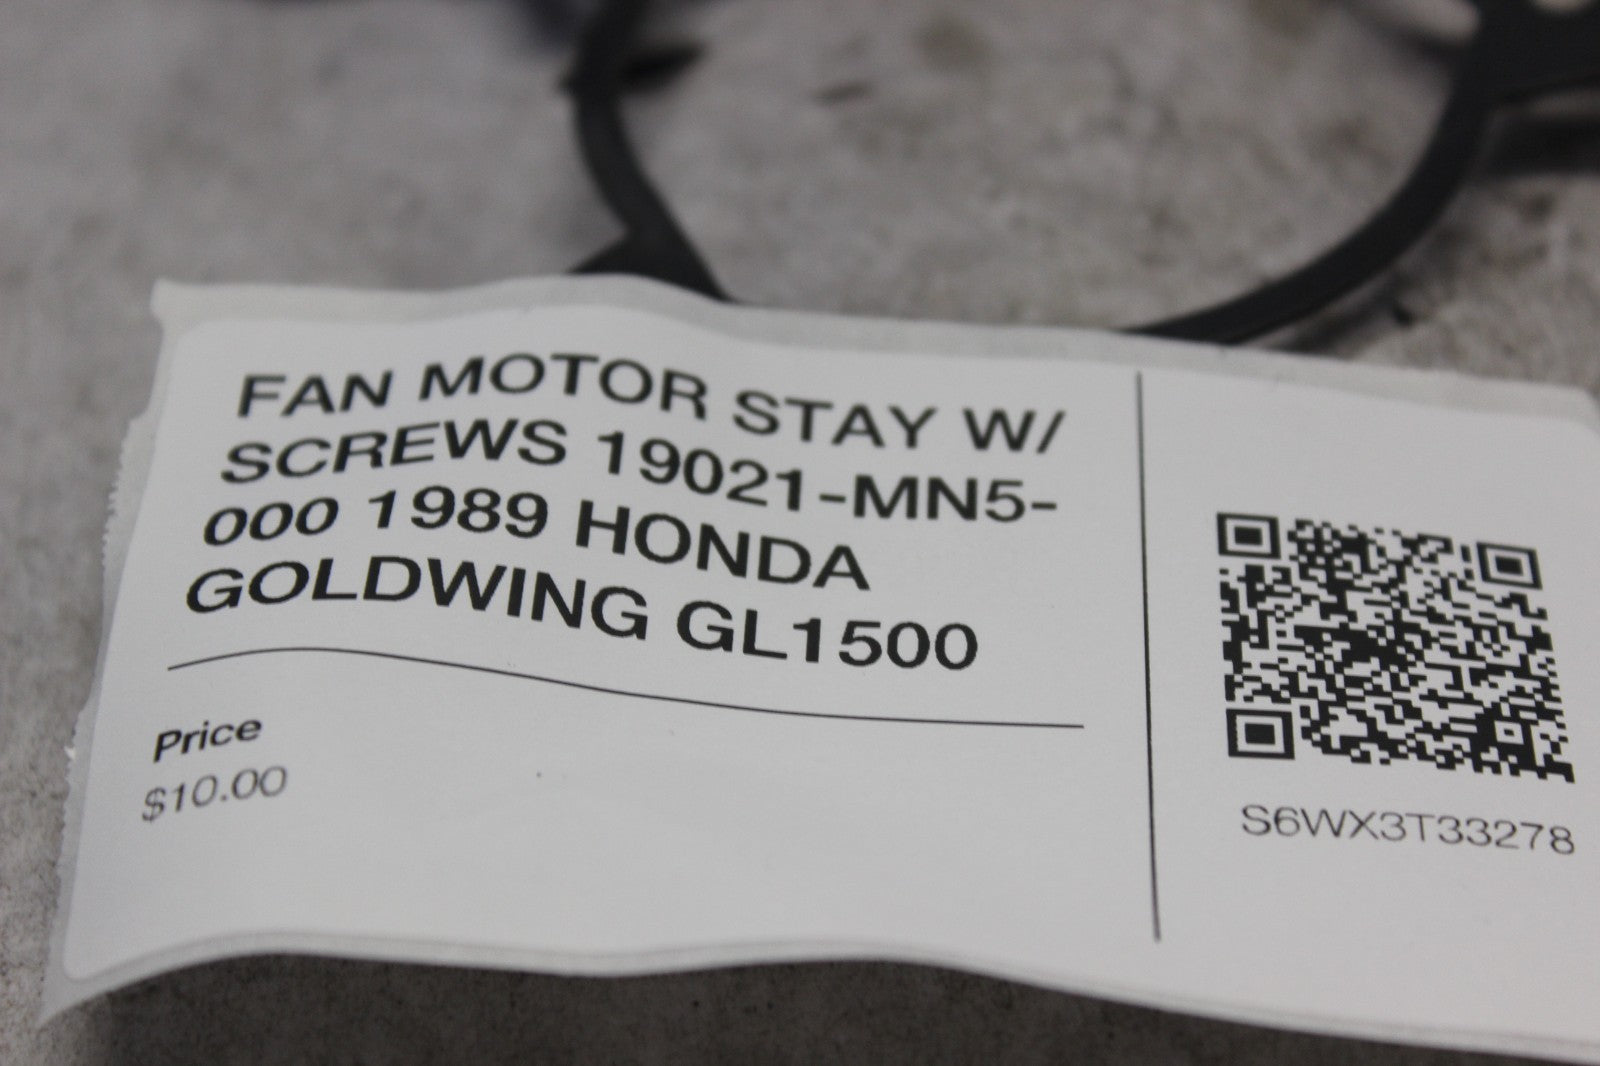 FAN MOTOR STAY W/
SCREWS 19021-MN5-
000 1989 HONDA
GOLDWING GL1500
Price
$10.00
S6WX3T33278